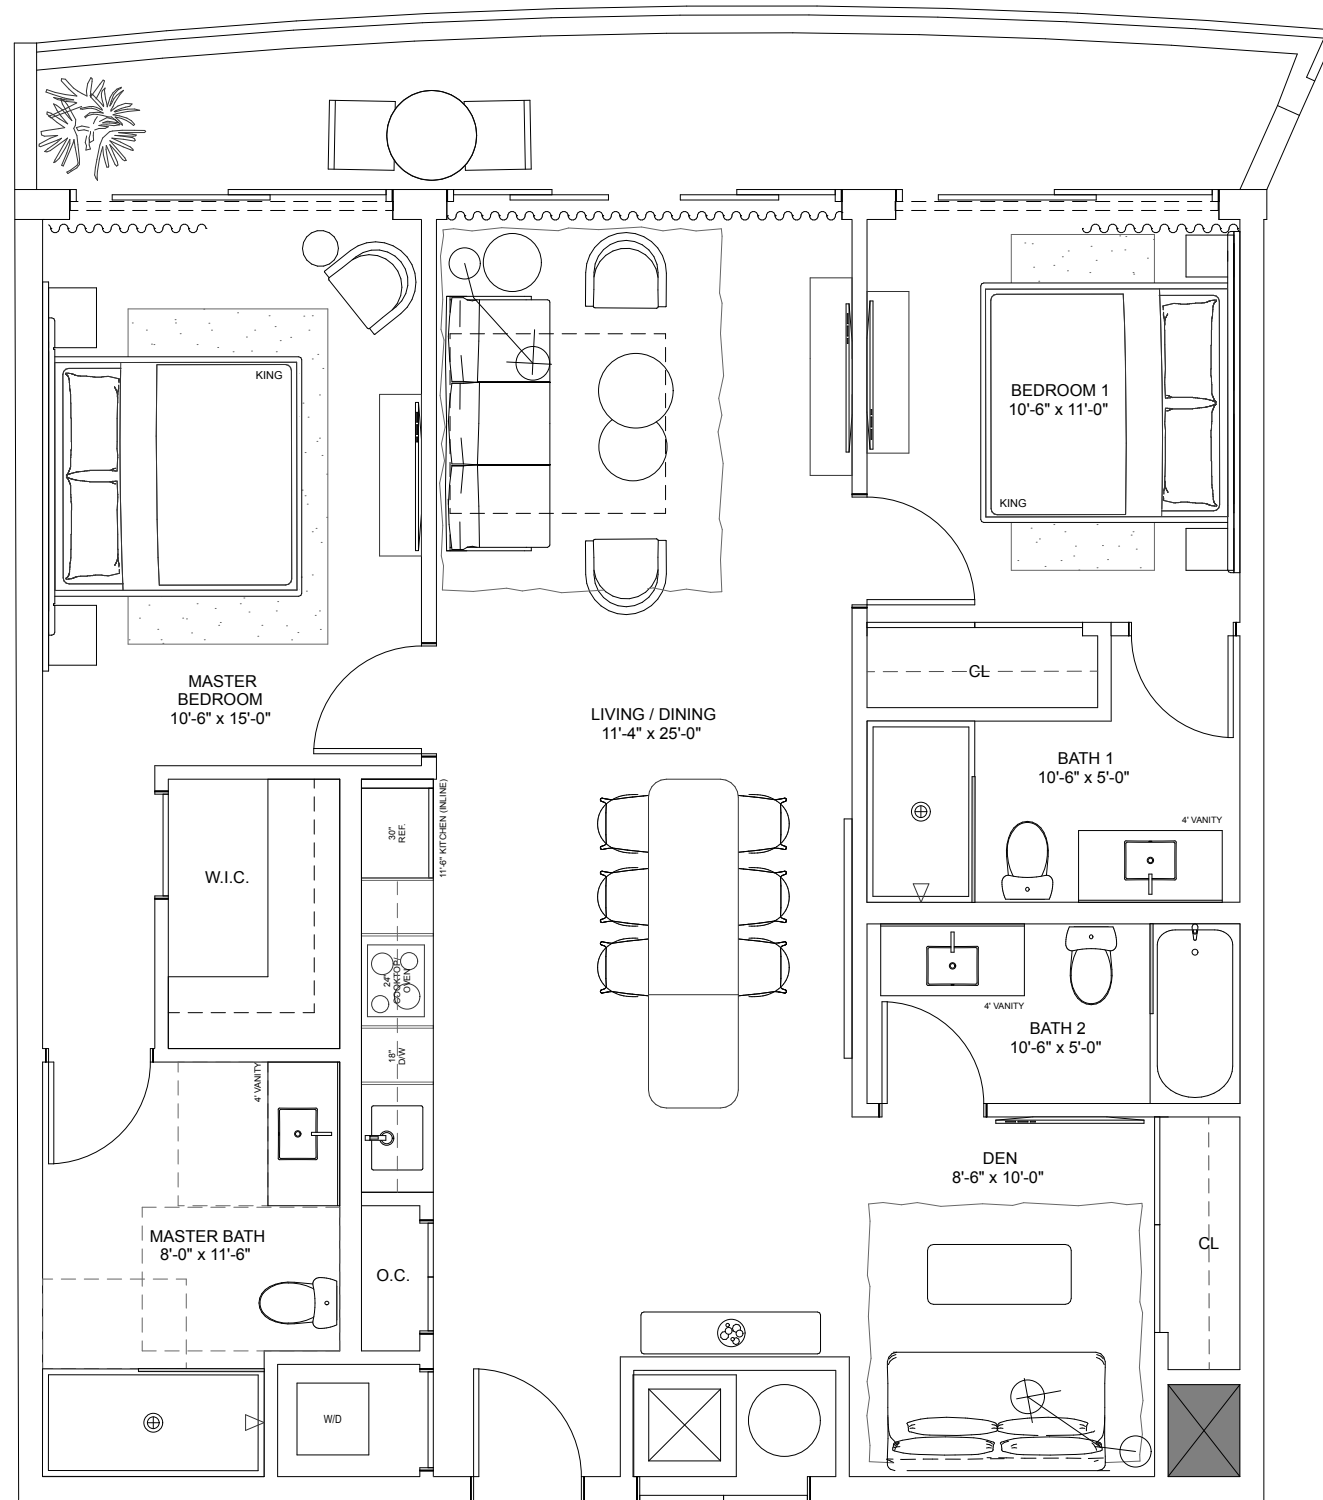 KING
BEDROOM 1
10'-6" x 11'-0"
KING
MASTER
BEDROOM
10'-6" x 15'-0"
CL
LIVING / DINING
11'-4" x 25'-0"
BATH 1
10'-6" x 5'-0"
4' VANITY
30"
REF.
11'-6" KITCHEN (INLINE)
W.I.C.
24"
COOKTOP/
OVEN
4' VANITY
BATH 2
10'-6" x 5'-0"
18"
D/W
4' VANITY
DEN
8'-6" x 10'-0"
MASTER BATH
8'-0" x 11'-6"
CL
O.C.
W/D